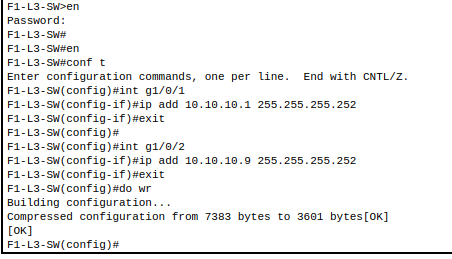 F1-L3-SW>en
Password:
F1-L3-SW#
F1-L3-SW#en
F1-L3-SW#conf t
Enter configuration commands, one per line.  End with CNTL/Z.
F1-L3-SW(config)#int g1/0/1
F1-L3-SW(config-if)#ip add 10.10.10.1 255.255.255.252
F1-L3-SW(config-if)#exit
F1-L3-SW(config)#
F1-L3-SW(config)#int g1/0/2
F1-L3-SW(config-if)#ip add 10.10.10.9 255.255.255.252
F1-L3-SW(config-if)#exit
F1-L3-SW(config)#do wr
Building configuration...
Compressed configuration from 7383 bytes to 3601 bytes[OK]
[OK]
F1-L3-SW(config)#